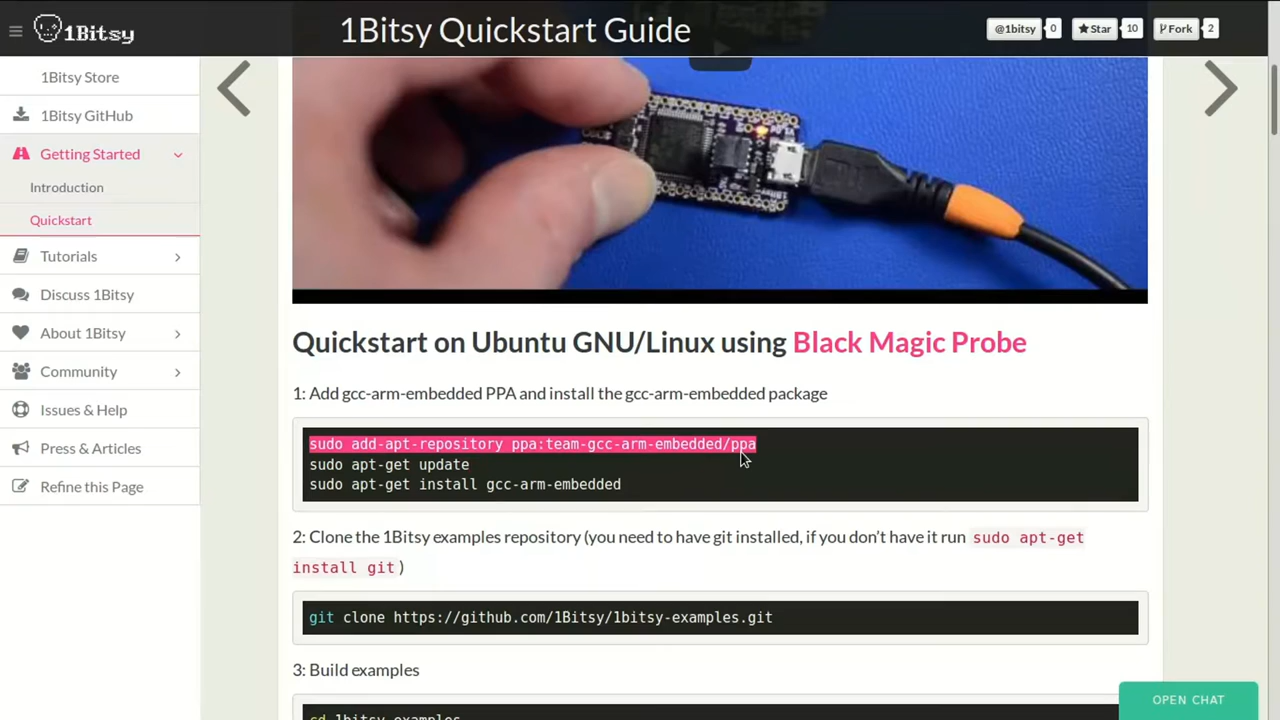 1Bitsy
1Bitsy Quickstart Guide
@1bitsy 0
Star 10
Fork 2
1Bitsy Store
1Bitsy GitHub
Getting Started
Introduction
Quickstart
Tutorials
Discuss 1Bitsy
About 1Bitsy
Community
Issues & Help
Press & Articles
Refine this Page
Quickstart on Ubuntu GNU/Linux using Black Magic Probe
1: Add gcc-arm-embedded PPA and install the gcc-arm-embedded package
sudo add-apt-repository ppa:team-gcc-arm-embedded/ppa
sudo apt-get update
sudo apt-get install gcc-arm-embedded
2: Clone the 1Bitsy examples repository (you need to have git installed, if you don’t have it run sudo apt-get
install git)
git clone https://github.com/1Bitsy/1bitsy-examples.git
3: Build examples
cd 1bitsy-examples
OPEN CHAT